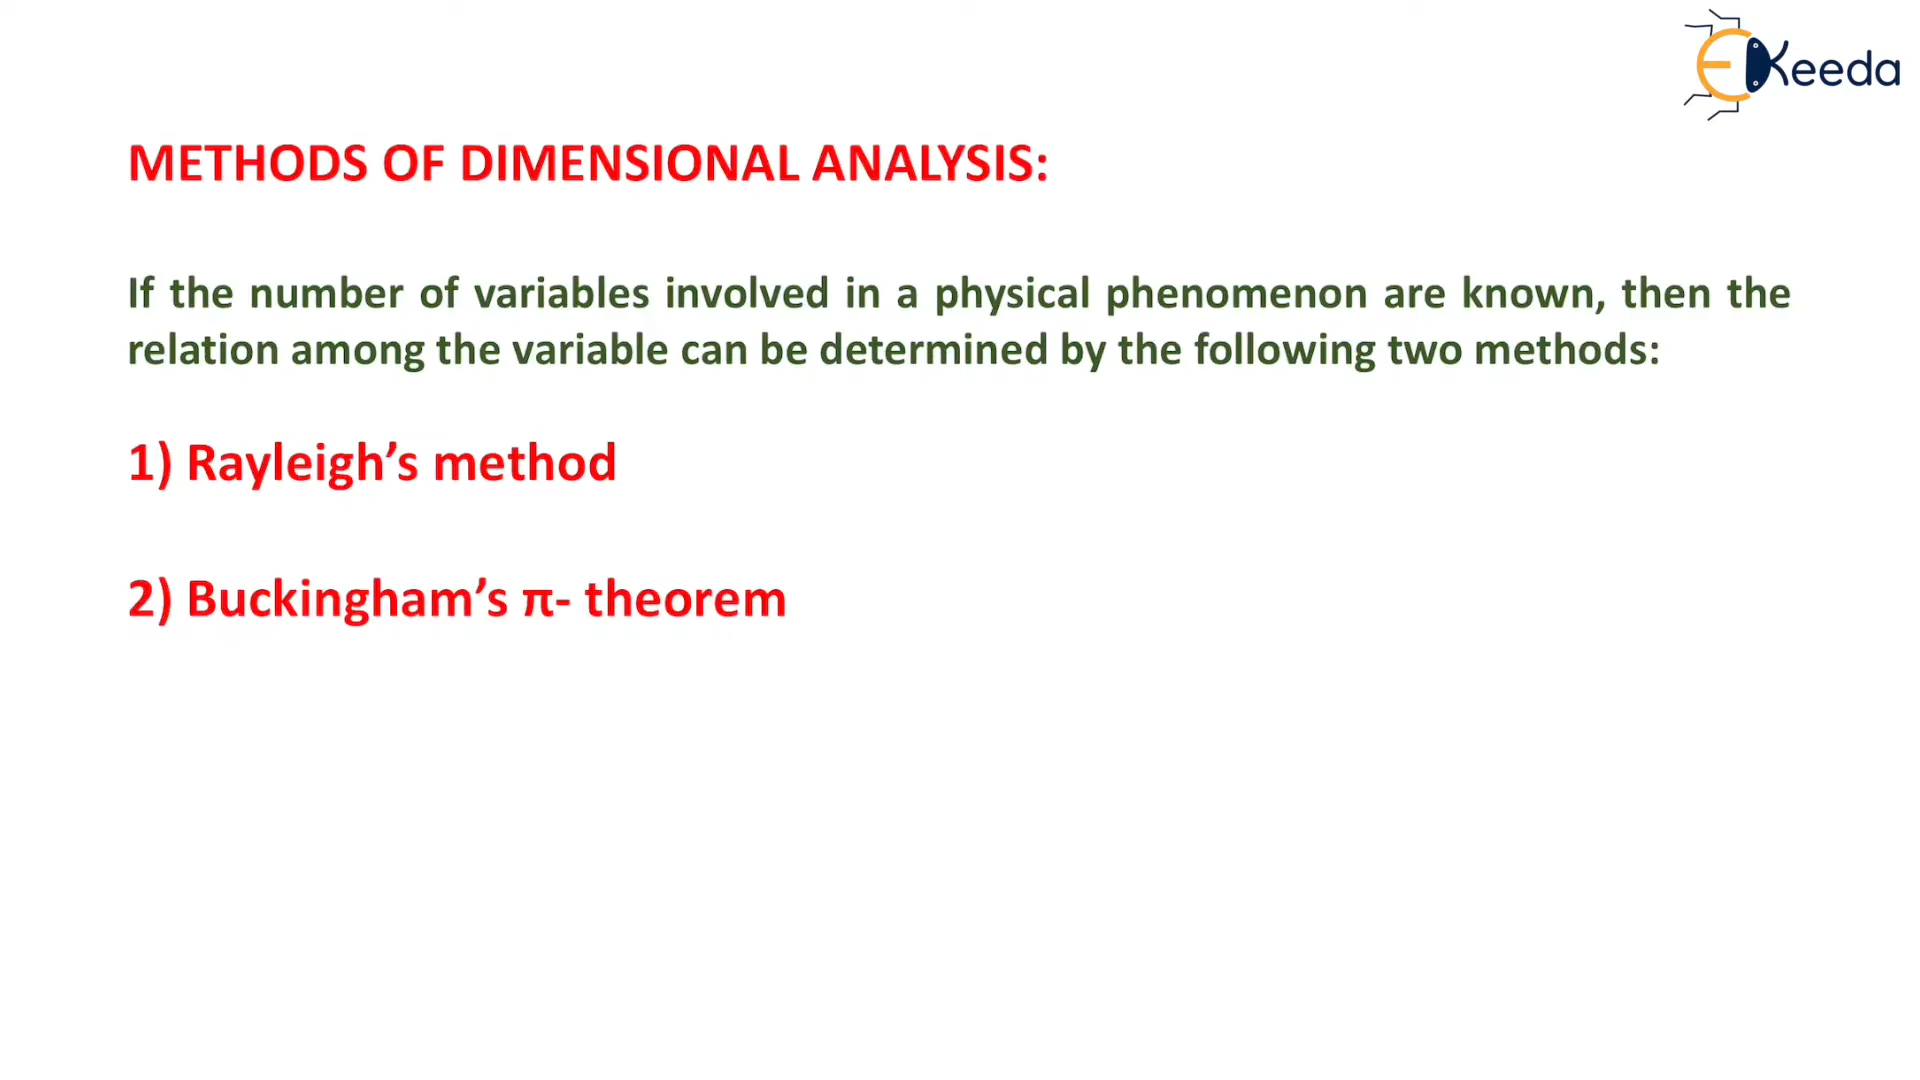 EKeeda
METHODS OF DIMENSIONAL ANALYSIS:
If the number of variables involved in a physical phenomenon are known, then the
relation among the variable can be determined by the following two methods:
1) Rayleigh’s method
2) Buckingham’s π- theorem